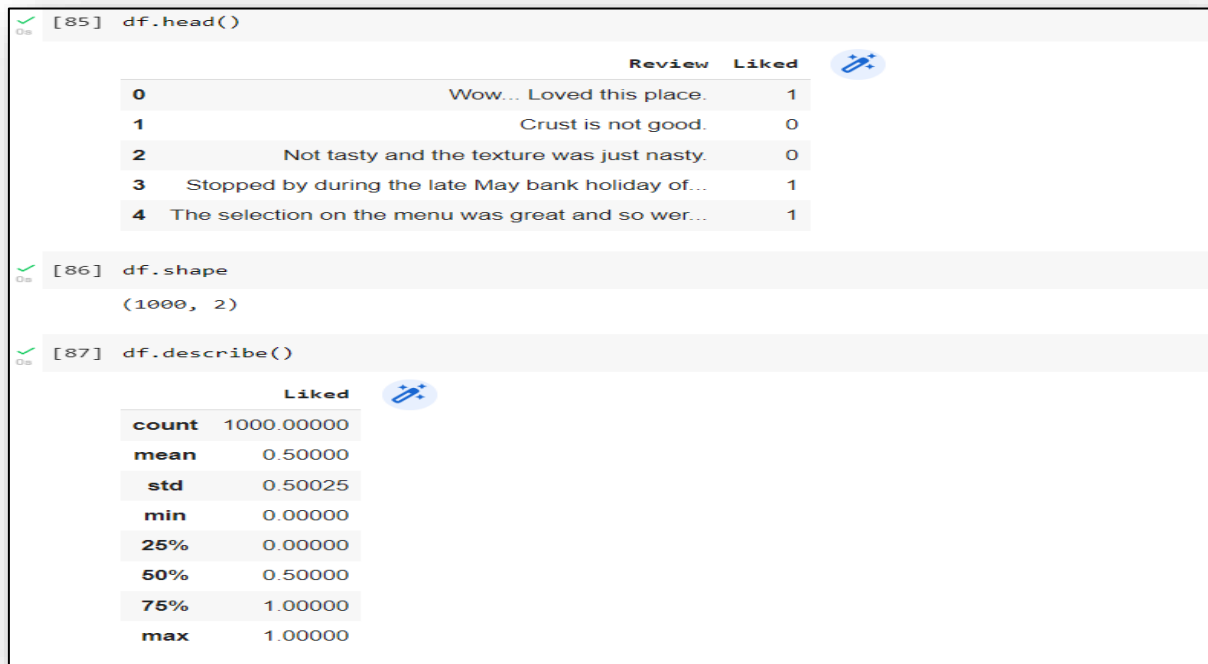 [85] df.head()
0s
Review Liked
0 Wow... Loved this place. 1
1 Crust is not good. 0
2 Not tasty and the texture was just nasty. 0
3 Stopped by during the late May bank holiday of... 1
4 The selection on the menu was great and so wer... 1
[86] df.shape
0s
(1000, 2)
[87] df.describe()
0s
Liked
count 1000.00000
mean 0.50000
std 0.50025
min 0.00000
25% 0.00000
50% 0.50000
75% 1.00000
max 1.00000